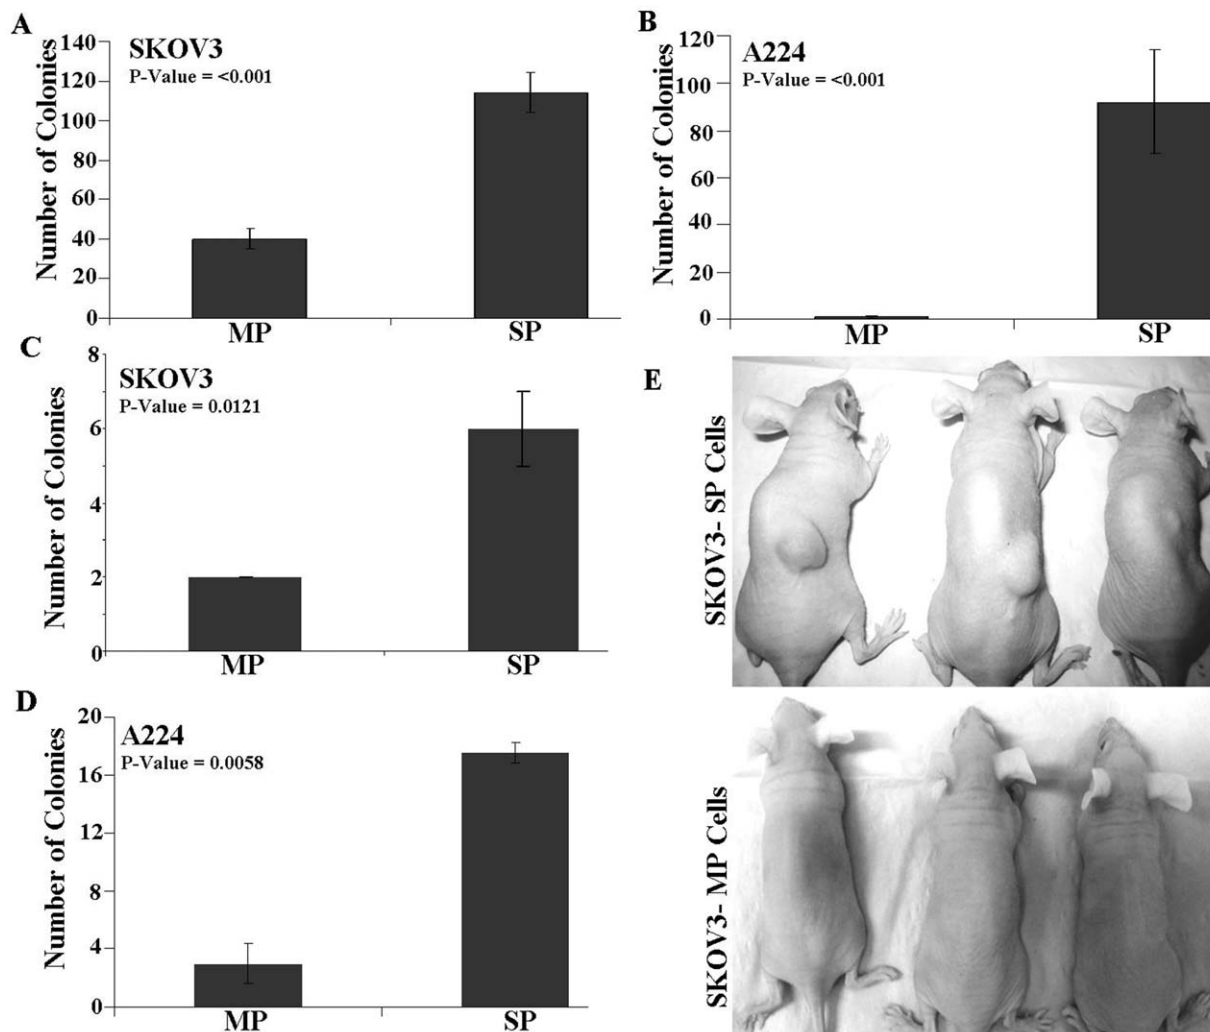 A
SKOV3
P-Value = <0.001
Number of Colonies
140
120
100
80
60
40
20
0
MP
SP
B
A224
P-Value = <0.001
Number of Colonies
120
100
80
60
40
20
0
MP
SP
C
SKOV3
P-Value = 0.0121
Number of Colonies
8
6
4
2
0
MP
SP
D
A224
P-Value = 0.0058
Number of Colonies
20
16
12
8
4
0
MP
SP
E
SKOV3- SP Cells
SKOV3- MP Cells